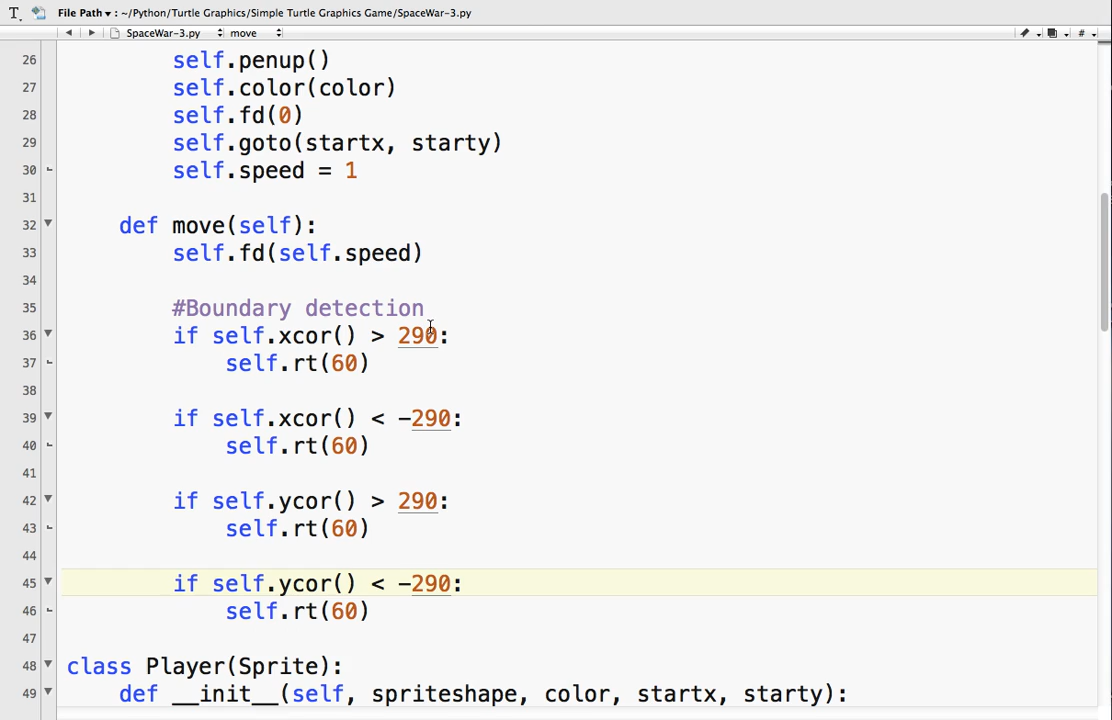 File Path ▾ : ~/Python/Turtle Graphics/Simple Turtle Graphics Game/SpaceWar-3.py
SpaceWar-3.py move #
26 self.penup()
27 self.color(color)
28 self.fd(0)
29 self.goto(startx, starty)
30 self.speed = 1
31
32 def move(self):
33 self.fd(self.speed)
34
35 #Boundary detection
36 if self.xcor() > 290:
37 self.rt(60)
38
39 if self.xcor() < -290:
40 self.rt(60)
41
42 if self.ycor() > 290:
43 self.rt(60)
44
45 if self.ycor() < -290:
46 self.rt(60)
47
48 class Player(Sprite):
49 def __init__(self, spriteshape, color, startx, starty):